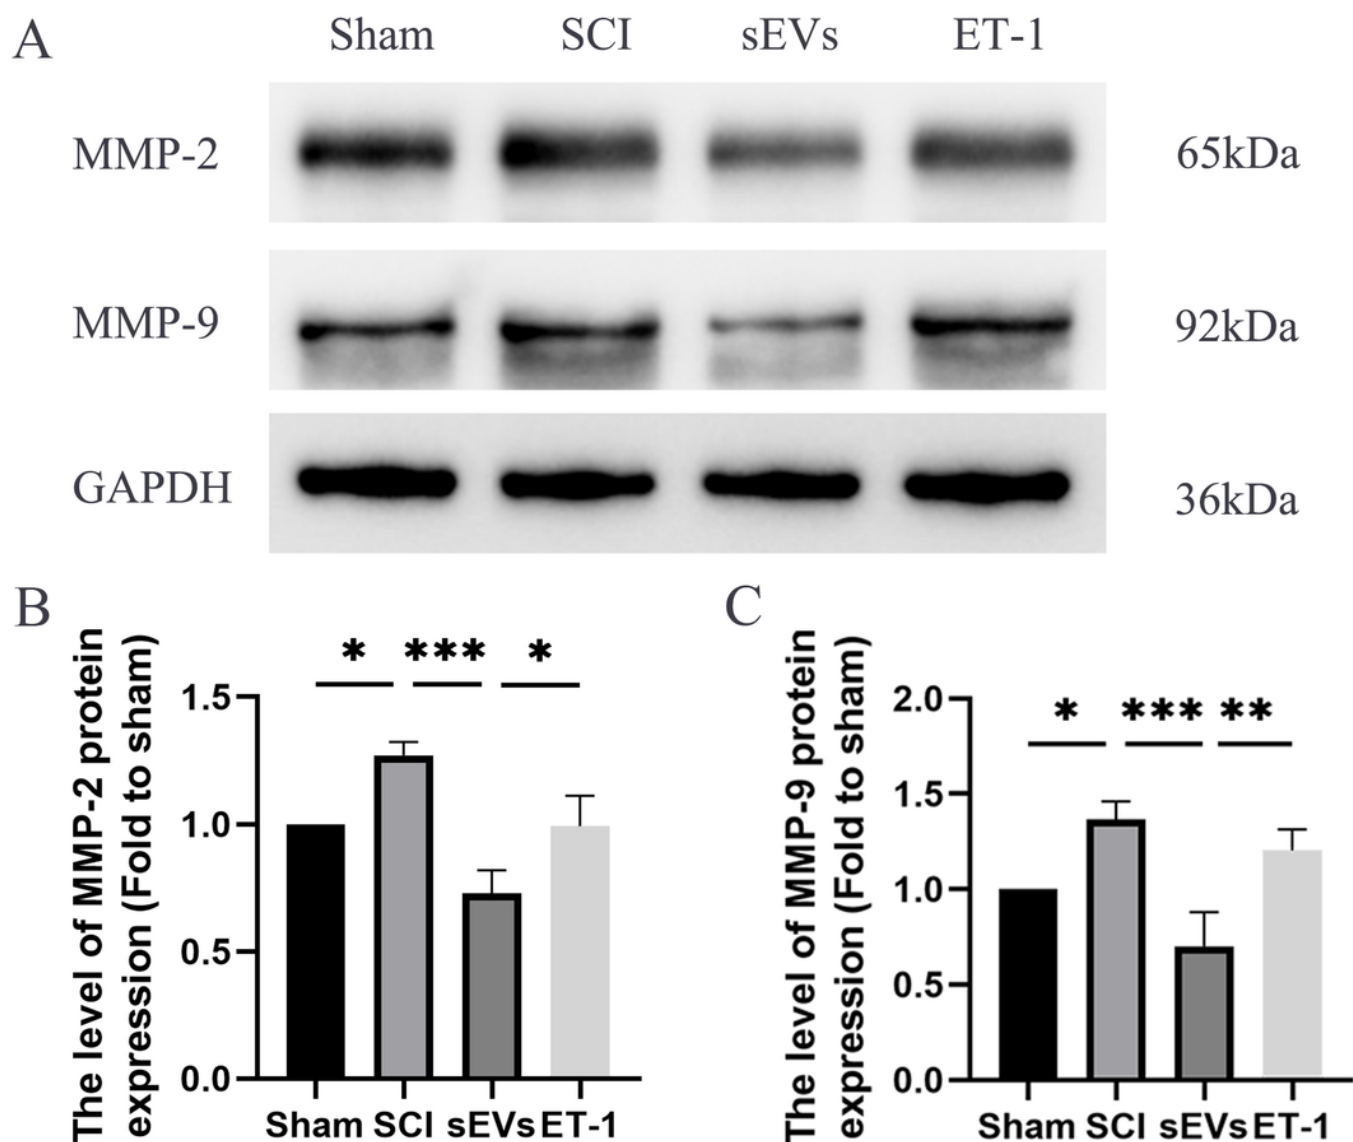 A
Sham SCI sEVs ET-1
MMP-2 65kDa
MMP-9 92kDa
GAPDH 36kDa
B
The level of MMP-2 protein
expression (Fold to sham)
* *** *
1.5
1.0
0.5
0.0
Sham SCI sEVs ET-1
C
The level of MMP-9 protein
expression (Fold to sham)
* *** **
2.0
1.5
1.0
0.5
0.0
Sham SCI sEVs ET-1